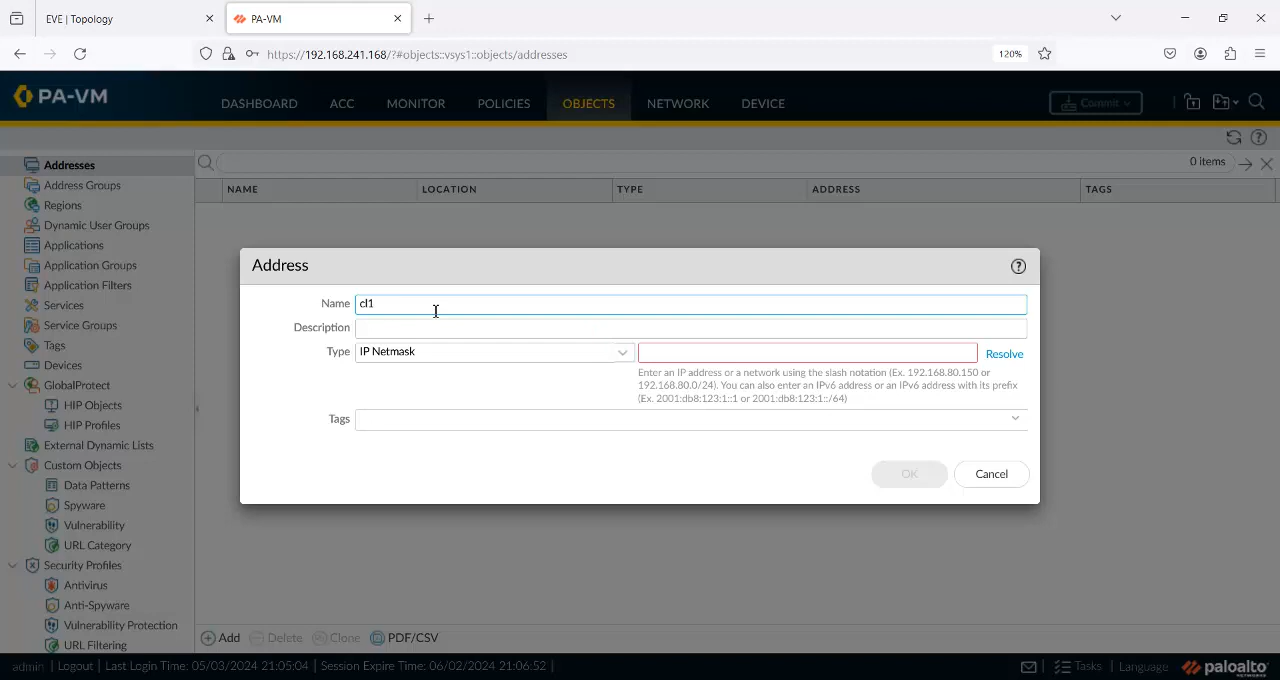 EVE | Topology
PA-VM
https://192.168.241.168/?#objects::vsys1::objects/addresses
120%
PA-VM
DASHBOARD
ACC
MONITOR
POLICIES
OBJECTS
NETWORK
DEVICE
Commit
0 items
Addresses
Address Groups
Regions
Dynamic User Groups
Applications
Application Groups
Application Filters
Services
Service Groups
Tags
Devices
GlobalProtect
HIP Objects
HIP Profiles
External Dynamic Lists
Custom Objects
Data Patterns
Spyware
Vulnerability
URL Category
Security Profiles
Antivirus
Anti-Spyware
Vulnerability Protection
URL Filtering
NAME
LOCATION
TYPE
ADDRESS
TAGS
Address
Name
cl1
Description
Type
IP Netmask
Resolve
Enter an IP address or a network using the slash notation (Ex. 192.168.80.150 or
192.168.80.0/24). You can also enter an IPv6 address or an IPv6 address with its prefix
(Ex. 2001:db8:123:1::1 or 2001:db8:123:1::/64)
Tags
OK
Cancel
Add
Delete
Clone
PDF/CSV
admin | Logout | Last Login Time: 05/03/2024 21:05:04 | Session Expire Time: 06/02/2024 21:06:52 |
Tasks | Language
paloalto